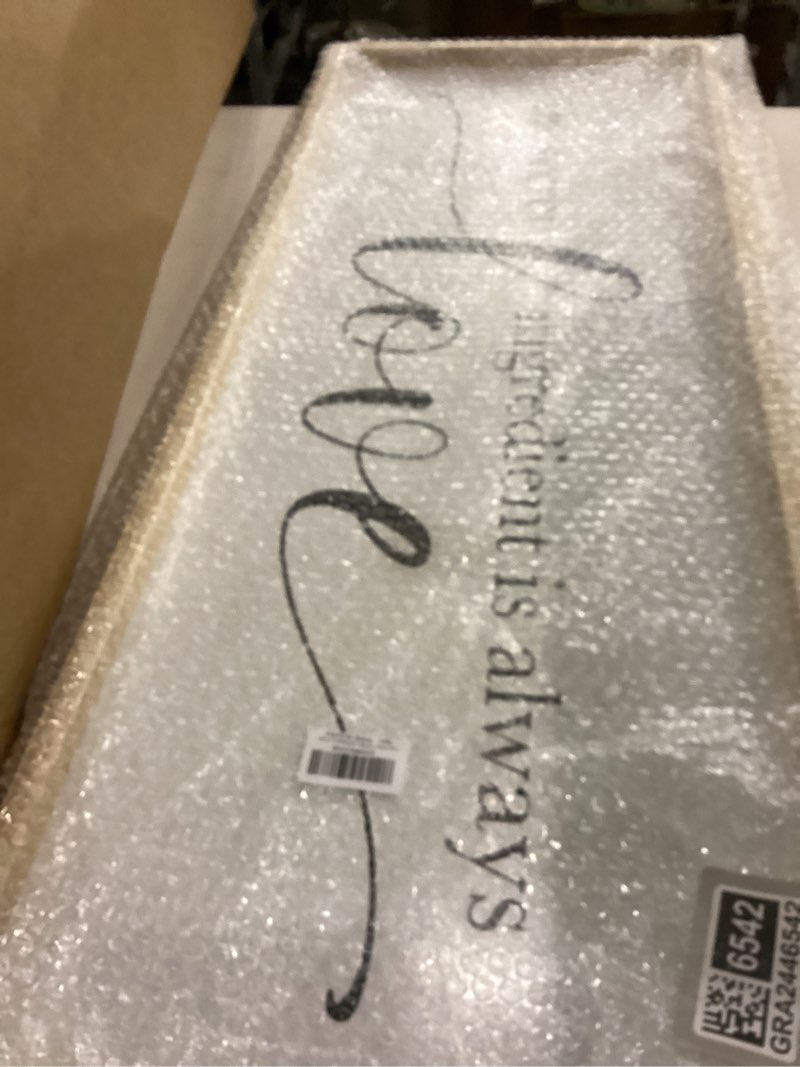 ingredient is always
love
6542
GRA2446542